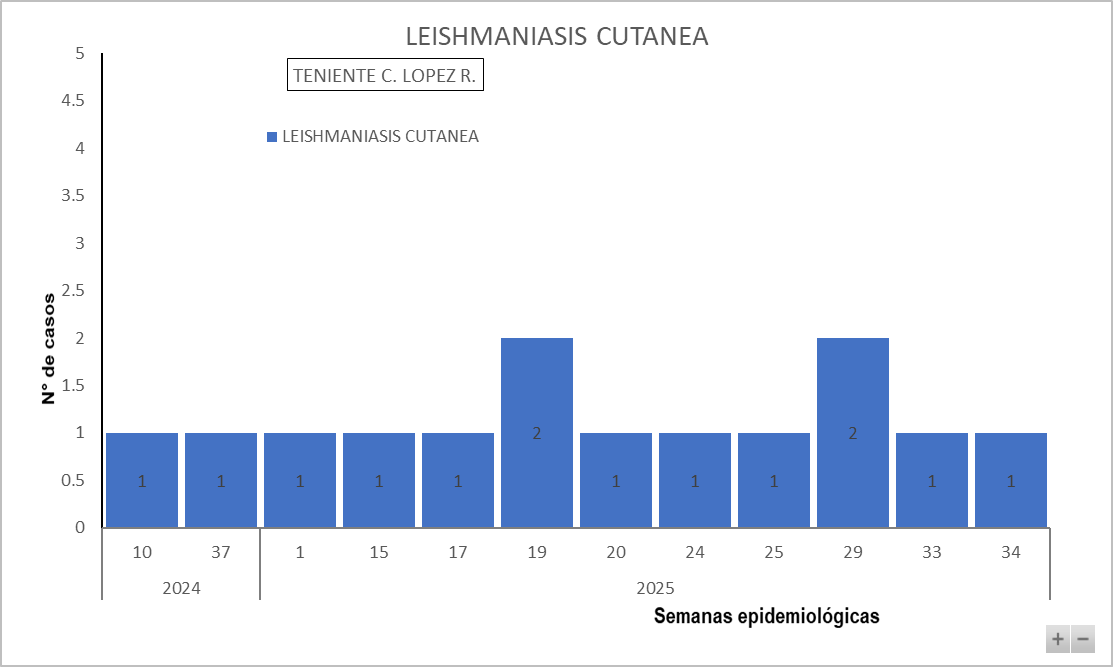 LEISHMANIASIS CUTANEA
TENIENTE C. LOPEZ R.
LEISHMANIASIS CUTANEA
N° de casos
5
4.5
4
3.5
3
2.5
2
1.5
1
0.5
0
1 1 1 1 1 2 1 1 1 2 1 1
10 37 1 15 17 19 20 24 25 29 33 34
2024 2025
Semanas epidemiológicas
+ −